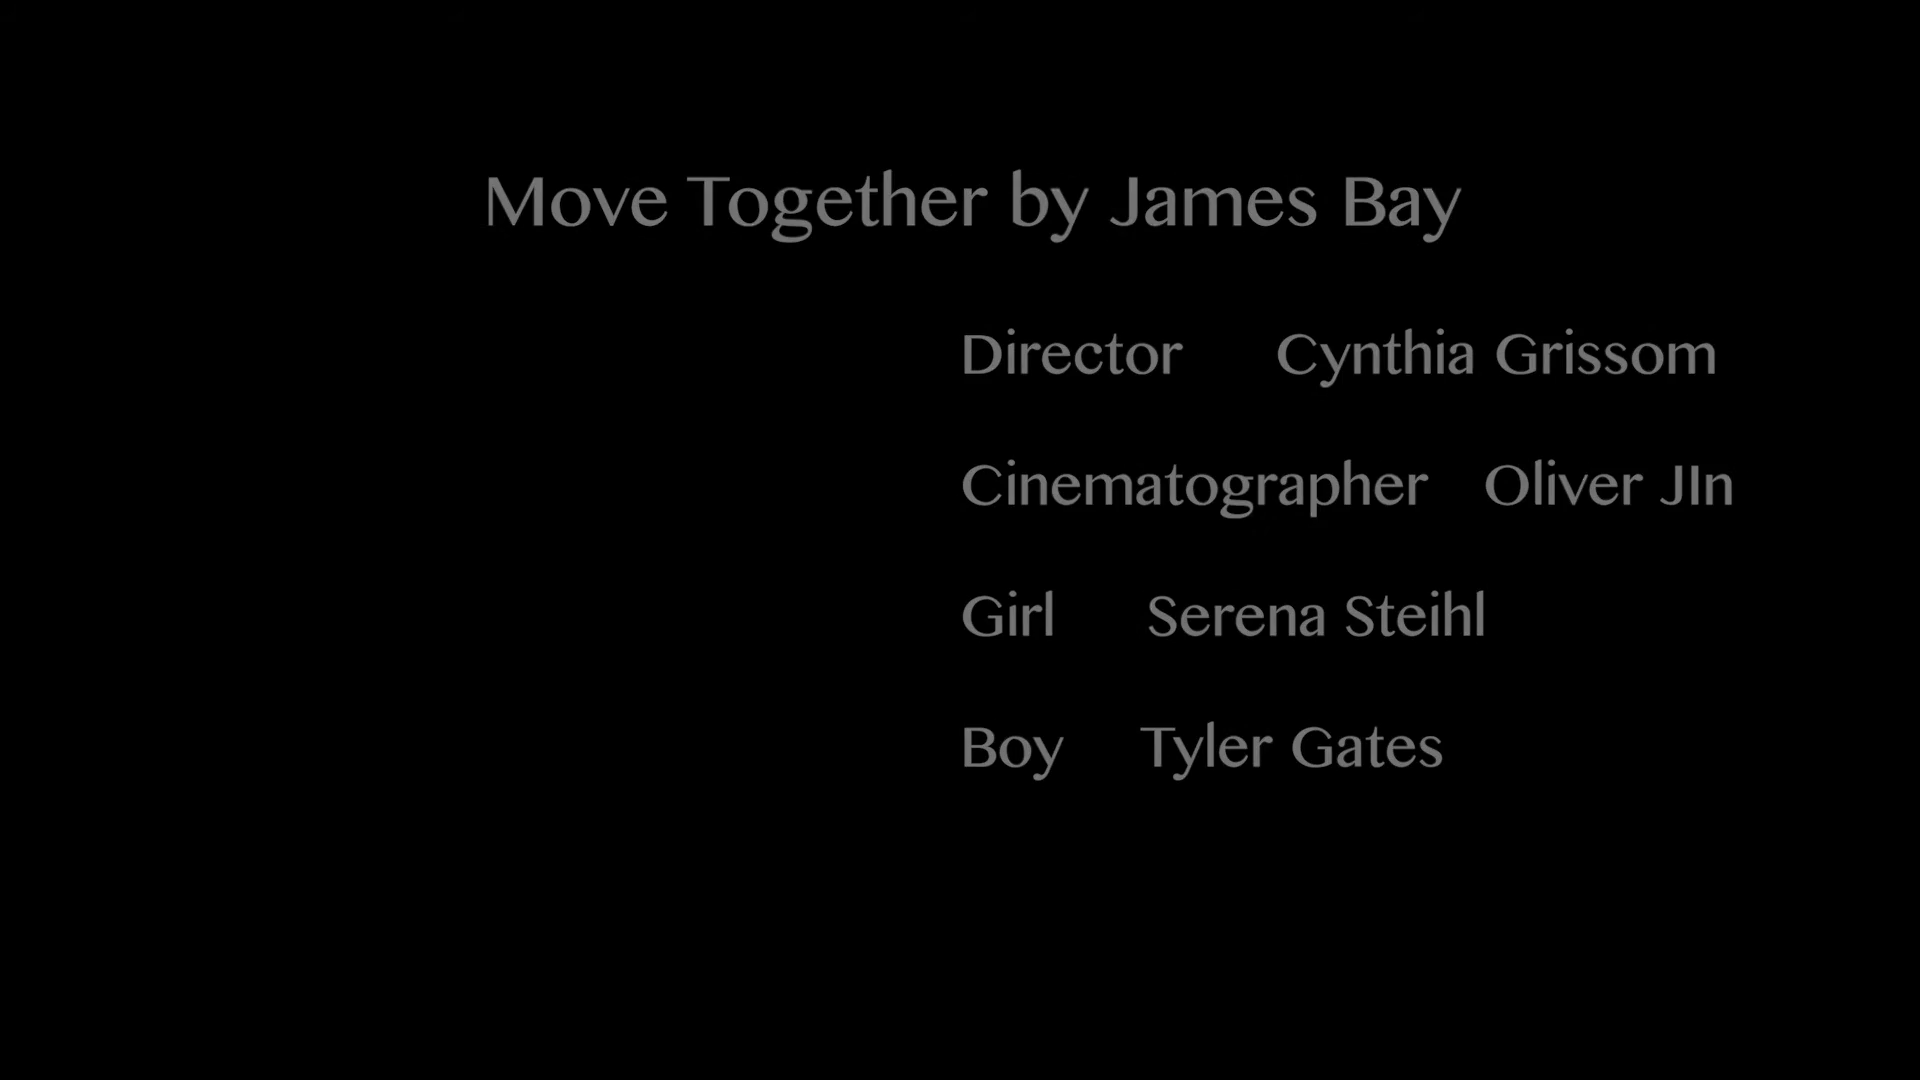 Move Together by James Bay
Director Cynthia Grissom
Cinematographer Oliver JIn
Girl Serena Steihl
Boy Tyler Gates